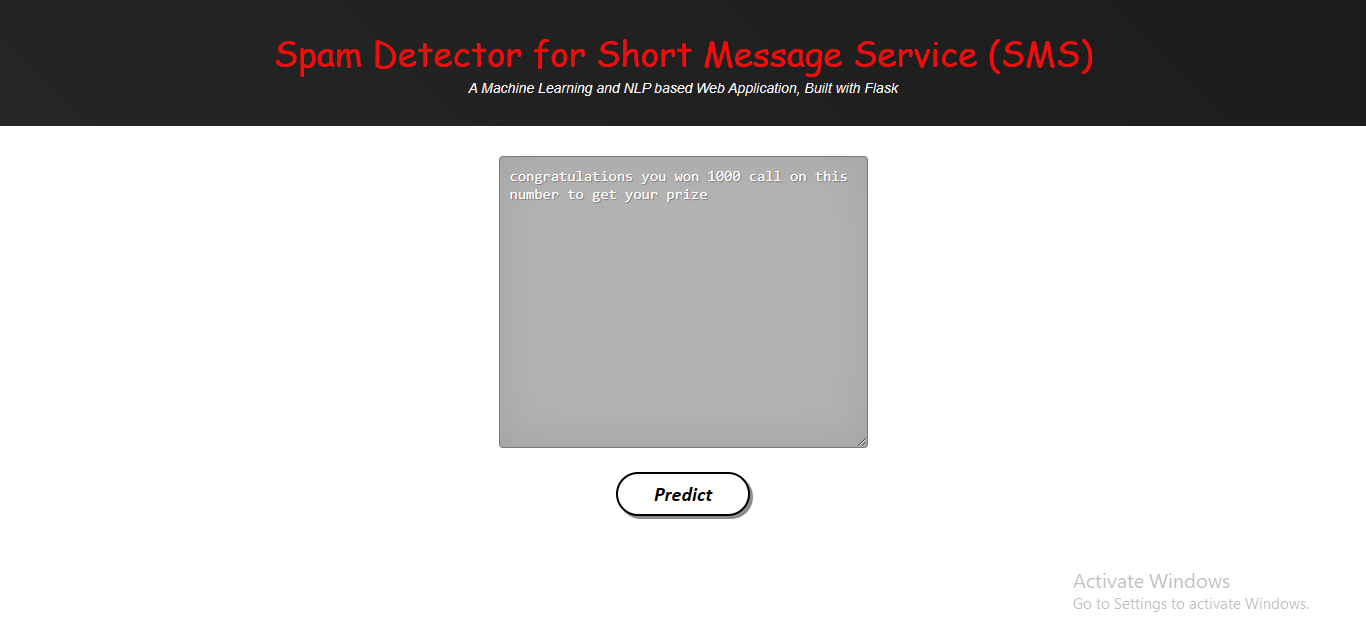 Spam Detector for Short Message Service (SMS)
A Machine Learning and NLP based Web Application, Built with Flask
congratulations you won 1000 call on this
number to get your prize
Predict
Activate Windows
Go to Settings to activate Windows.